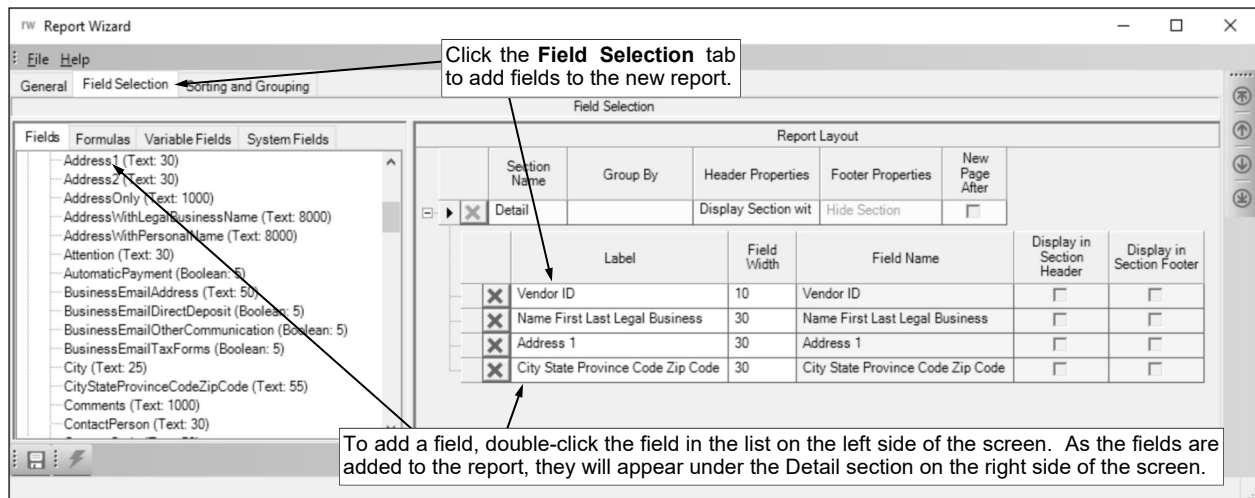 rw Report Wizard
File Help
Click the Field Selection tab
to add fields to the new report.
General Field Selection Sorting and Grouping
Field Selection
Fields Formulas Variable Fields System Fields
Address1 (Text: 30)
Address2 (Text: 30)
AddressOnly (Text: 1000)
AddressWithLegalBusinessName (Text: 8000)
AddressWithPersonalName (Text: 8000)
Attention (Text: 30)
AutomaticPayment (Boolean: 5)
BusinessEmailAddress (Text: 50)
BusinessEmailDirectDeposit (Boolean: 5)
BusinessEmailOtherCommunication (Boolean: 5)
BusinessEmailTaxForms (Boolean: 5)
City (Text: 25)
CityStateProvinceCodeZipCode (Text: 55)
Comments (Text: 1000)
ContactPerson (Text: 30)
Report Layout
Section Name Group By Header Properties Footer Properties New Page After
Detail Display Section wit Hide Section
Label Field Width Field Name Display in Section Header Display in Section Footer
Vendor ID 10 Vendor ID
Name First Last Legal Business 30 Name First Last Legal Business
Address 1 30 Address 1
City State Province Code Zip Code 30 City State Province Code Zip Code
To add a field, double-click the field in the list on the left side of the screen. As the fields are
added to the report, they will appear under the Detail section on the right side of the screen.